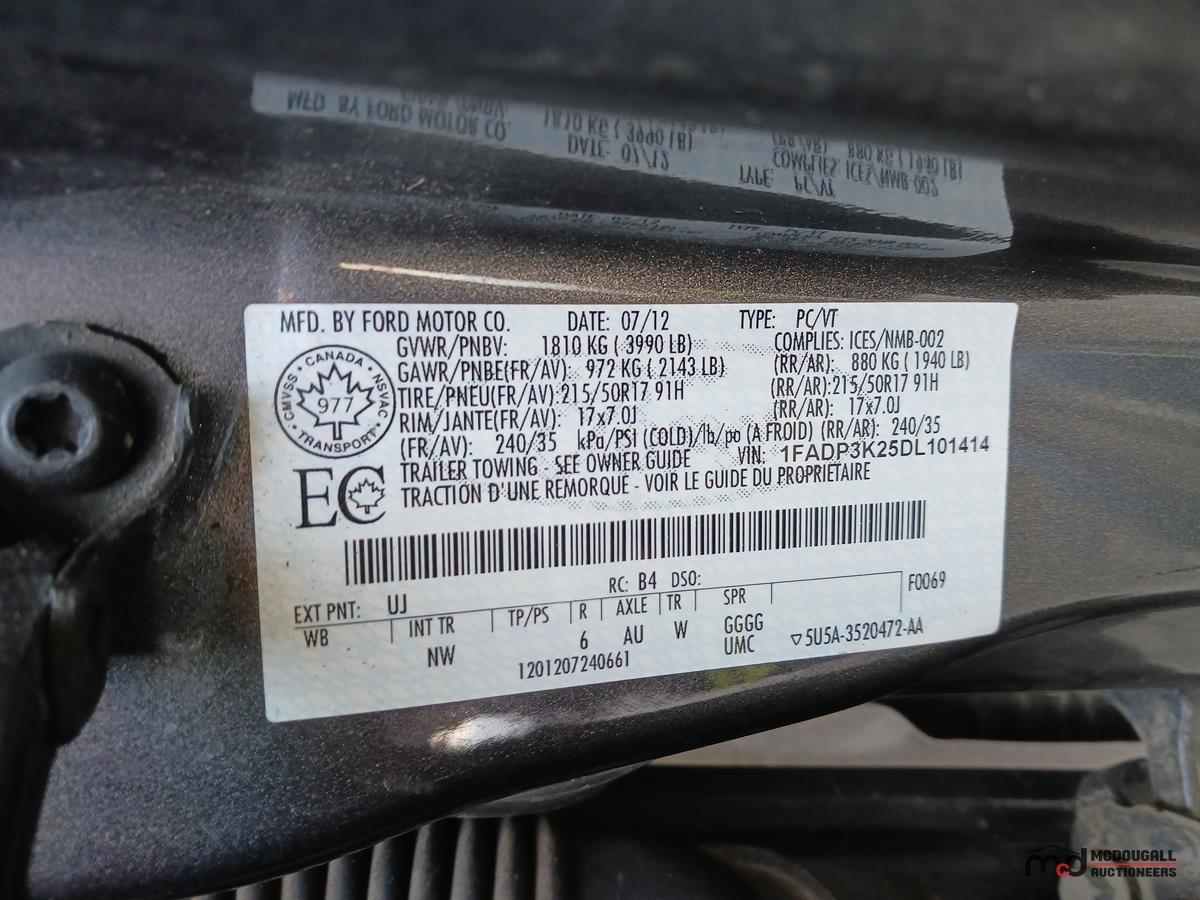 MFD. BY FORD MOTOR CO. DATE: 07/12 TYPE: PC/VT
GVWR/PNBV: 1810 KG ( 3990 LB) COMPLIES: ICES/NMB-002
GAWR/PNBE(FR/AV): 972 KG ( 2143 LB) (RR/AR): 880 KG ( 1940 LB)
TIRE/PNEU(FR/AV):215/50R17 91H (RR/AR):215/50R17 91H
RIM/JANTE(FR/AV): 17x7.0J (RR/AR): 17x7.0J
(FR/AV): 240/35 kPa/PSI (COLD)/lb/po (A FROID) (RR/AR): 240/35
TRAILER TOWING - SEE OWNER GUIDE VIN: 1FADP3K25DL101414
TRACTION D'UNE REMORQUE - VOIR LE GUIDE DU PROPRIÉTAIRE
CANADA
CMVSS 977 NSVAC
TRANSPORT
EC
RC: B4 DSO:
EXT PNT: UJ F0069
WB INT TR TP/PS R AXLE TR SPR
NW 6 AU W GGGG
UMC
1201207240661 5U5A-3520472-AA
mcd MCDOUGALL
AUCTIONEERS